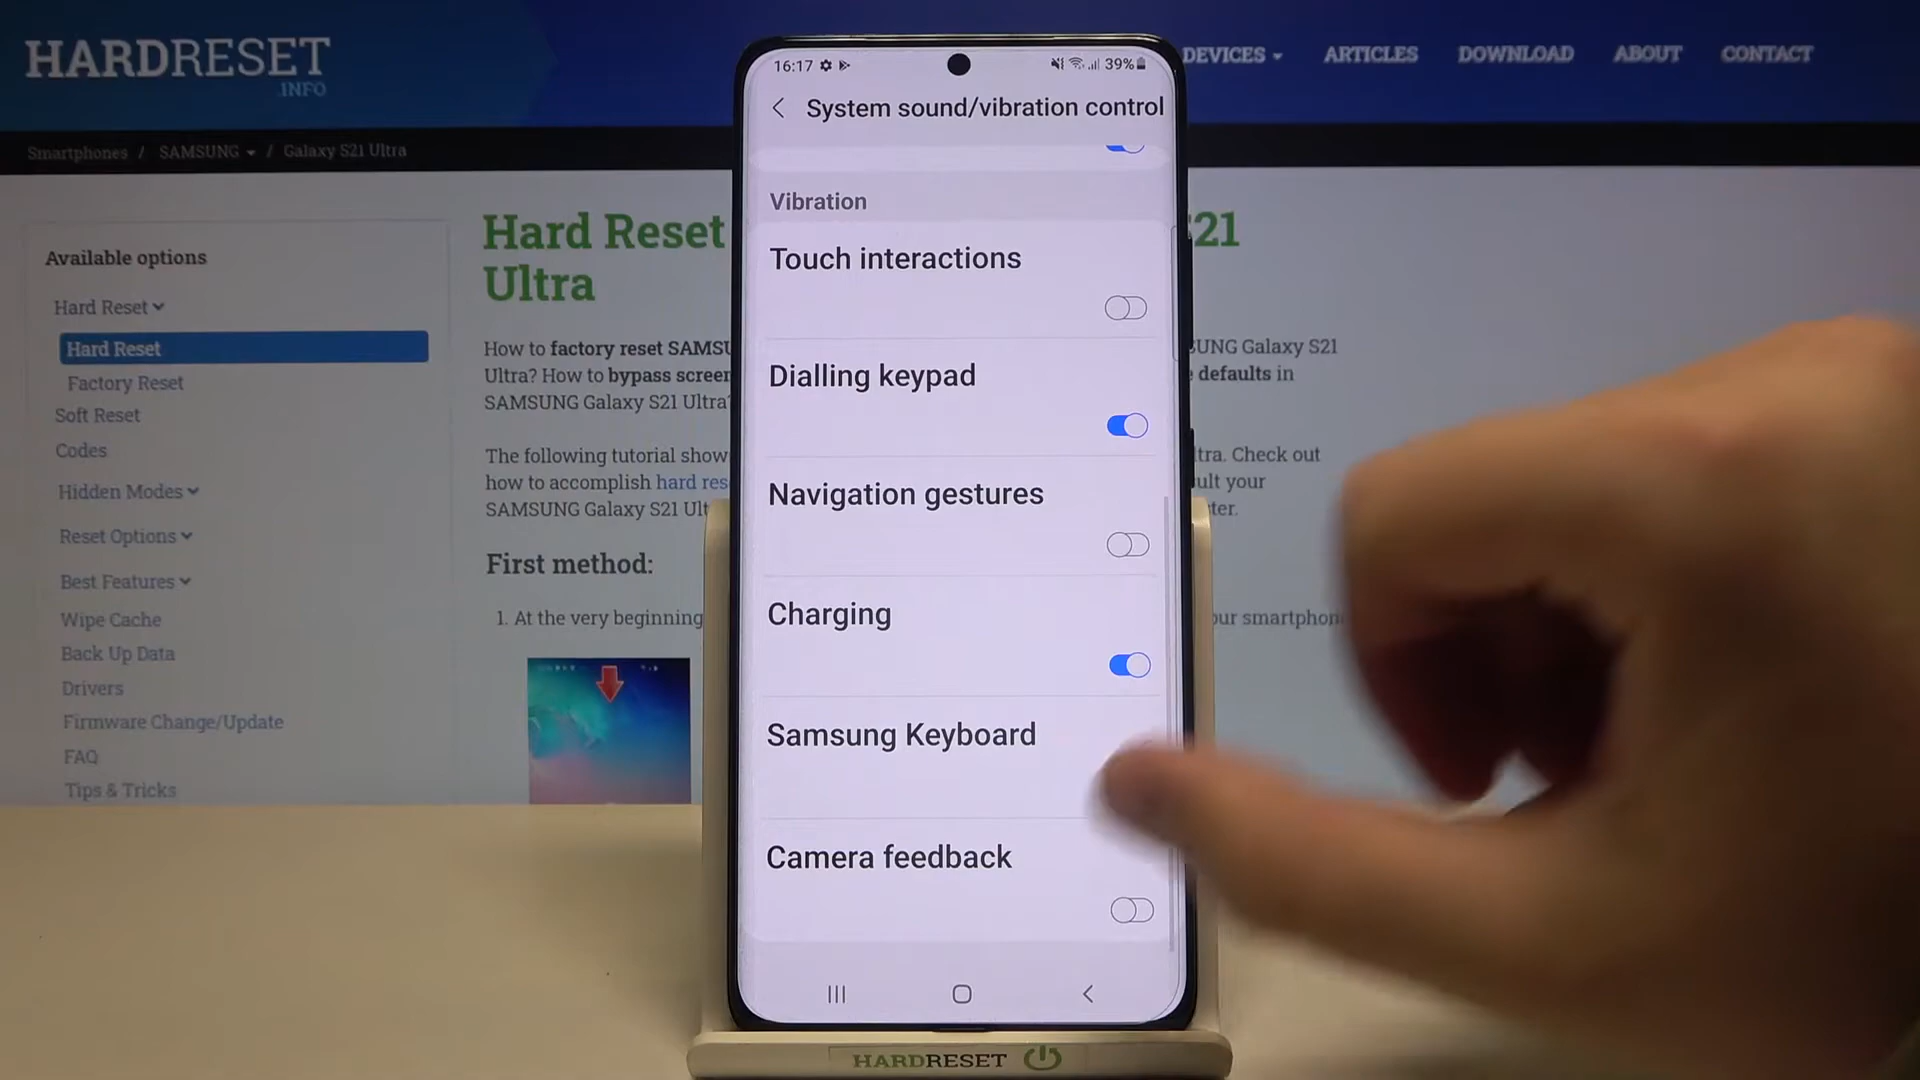 HARDRESET
.INFO
DEVICES
ARTICLES
DOWNLOAD
ABOUT
CONTACT
Smartphones / SAMSUNG / Galaxy S21 Ultra
Available options
Hard Reset
Hard Reset
Factory Reset
Soft Reset
Codes
Hidden Modes
Reset Options
Best Features
Wipe Cache
Back Up Data
Drivers
Firmware Change/Update
FAQ
Tips & Tricks
Hard Reset
S21
Ultra
How to factory reset SAMSU
UNG Galaxy S21
Ultra? How to bypass screen
defaults in
SAMSUNG Galaxy S21 Ultra?
The following tutorial show
ltra. Check out
how to accomplish hard res
ult your
SAMSUNG Galaxy S21 Ult
ter.
First method:
1. At the very beginning
our smartphon
16:17
39%
System sound/vibration control
Vibration
Touch interactions
Dialling keypad
Navigation gestures
Charging
Samsung Keyboard
Camera feedback
HARDRESET